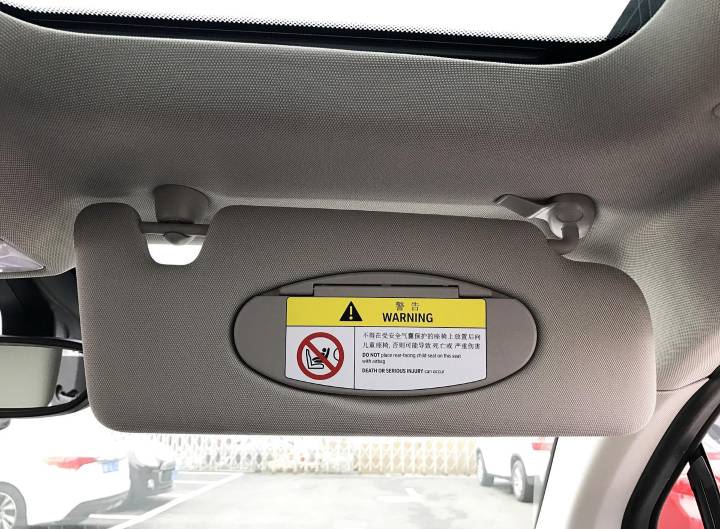 警告
WARNING
不得在受安全气囊保护的座椅上放置后向
儿童座椅, 否则可能导致 死亡或 严重伤害
DO NOT place rear-facing child seat on this seat
with airbag
DEATH OR SERIOUS INJURY can occur